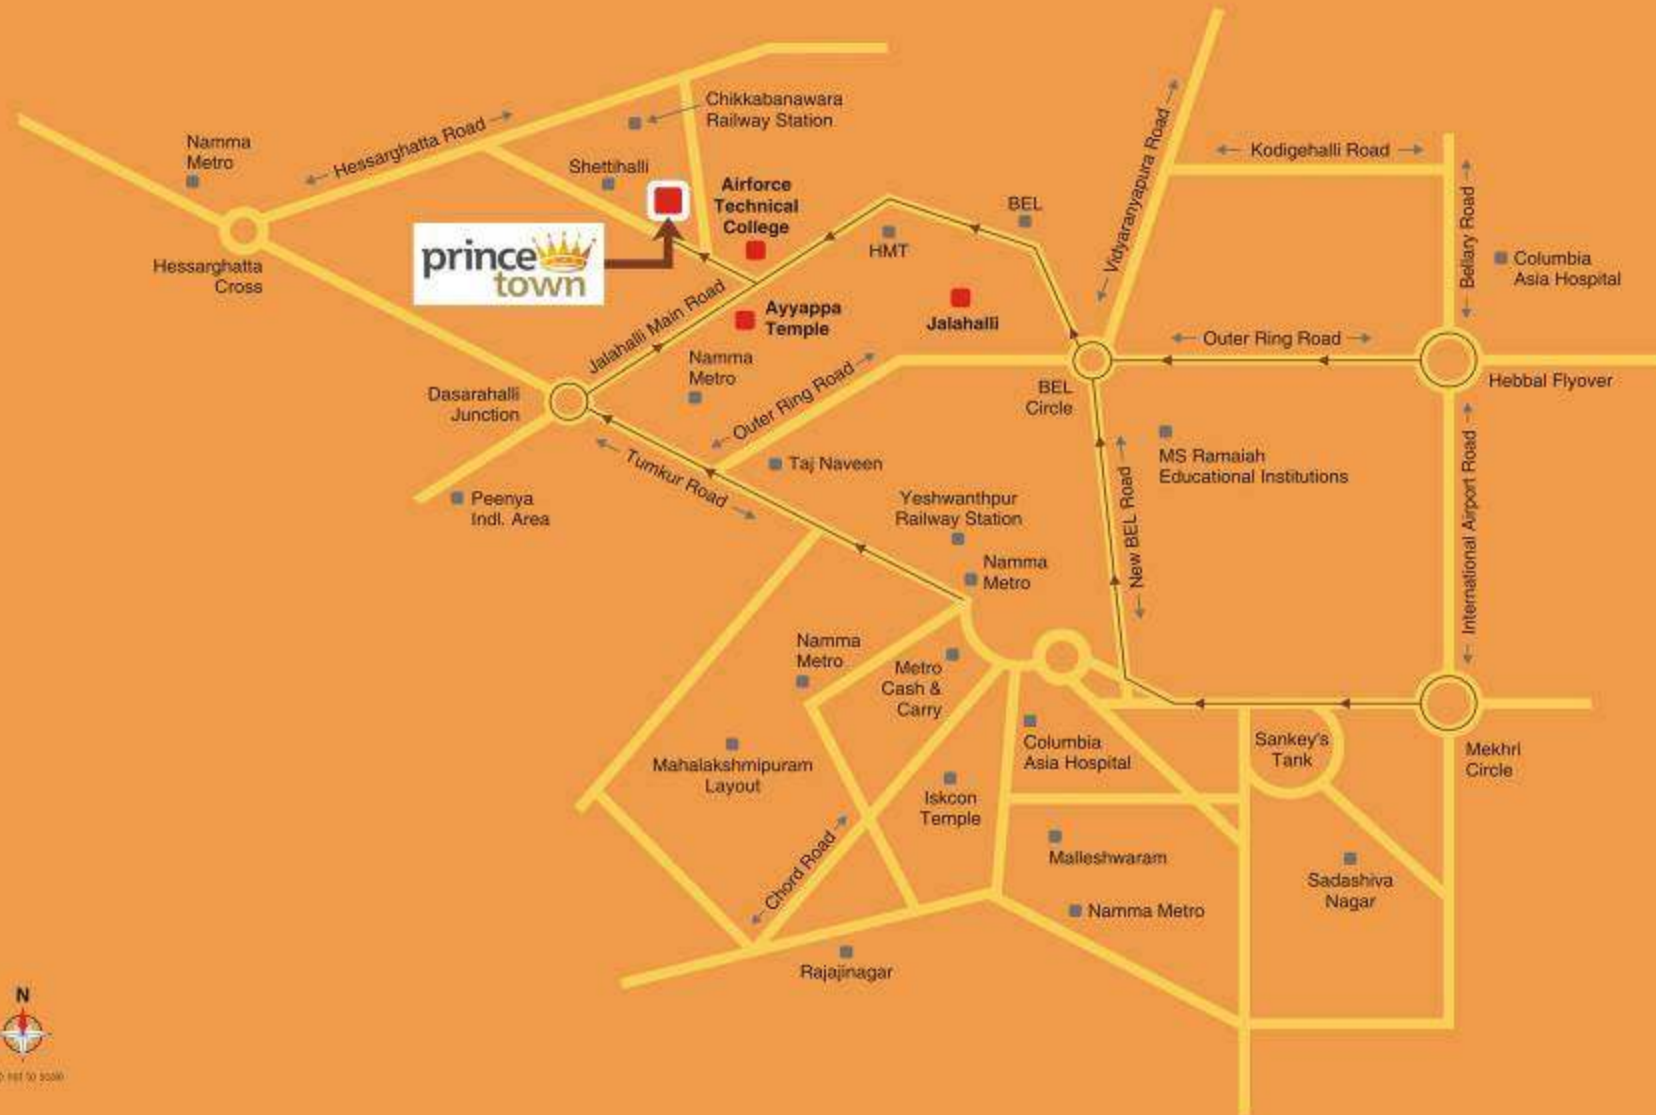 Chikkabanawara
Railway Station
Namma
Metro
Hessarghatta Road
Shettihalli
Airforce
Technical
College
prince
town
Hessarghatta
Cross
HMT
BEL
Vidyaranyapura Road
Kodigehalli Road
Bellary Road
Columbia
Asia Hospital
Jalahalli Main Road
Ayyappa
Temple
Jalahalli
Namma
Metro
Outer Ring Road
Outer Ring Road
Hebbal Flyover
BEL
Circle
Dasarahalli
Junction
Tumkur Road
Taj Naveen
Peenya
Indl. Area
MS Ramaiah
Educational Institutions
New BEL Road
International Airport Road
Yeshwanthpur
Railway Station
Namma
Metro
Namma
Metro
Metro
Cash &
Carry
Mahalakshmipuram
Layout
Columbia
Asia Hospital
Sankey's
Tank
Mekhri
Circle
Iskcon
Temple
Chord Road
Malleshwaram
Sadashiva
Nagar
Namma Metro
Rajajinagar
N
not to scale